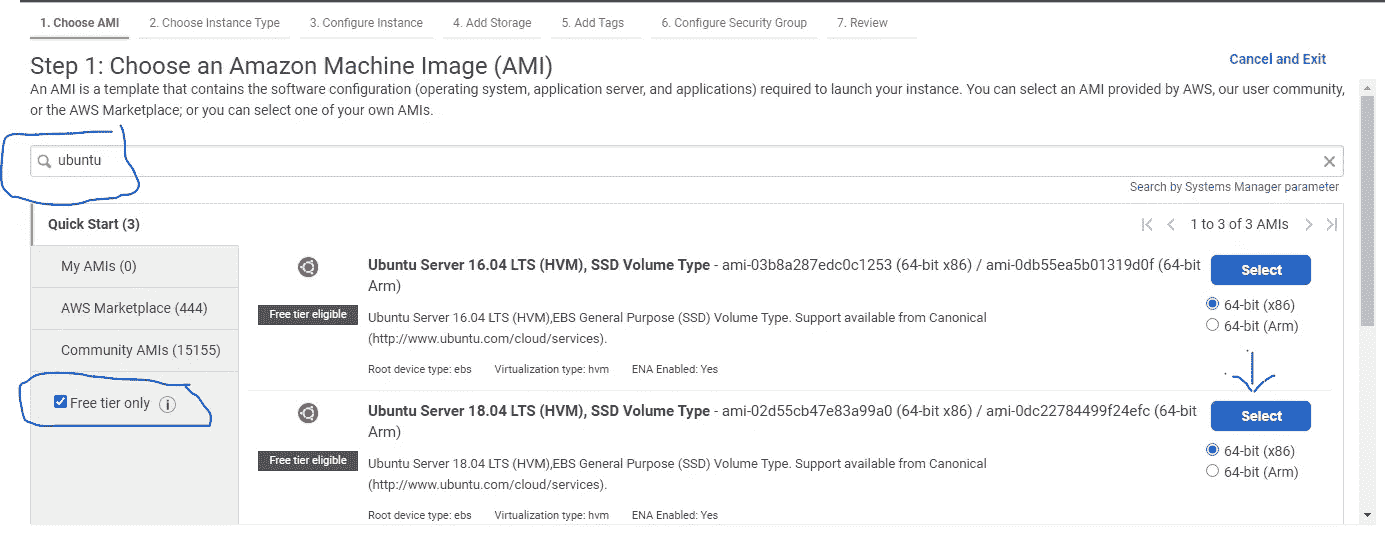 1. Choose AMI 2. Choose Instance Type 3. Configure Instance 4. Add Storage 5. Add Tags 6. Configure Security Group 7. Review
Step 1: Choose an Amazon Machine Image (AMI)
Cancel and Exit
An AMI is a template that contains the software configuration (operating system, application server, and applications) required to launch your instance. You can select an AMI provided by AWS, our user community,
or the AWS Marketplace; or you can select one of your own AMIs.
ubuntu
Search by Systems Manager parameter
Quick Start (3)
1 to 3 of 3 AMIs
My AMIs (0)
AWS Marketplace (444)
Community AMIs (15155)
Free tier only
Ubuntu Server 16.04 LTS (HVM), SSD Volume Type - ami-03b8a287edc0c1253 (64-bit x86) / ami-0db55ea5b01319d0f (64-bit
Arm)
Free tier eligible
Ubuntu Server 16.04 LTS (HVM),EBS General Purpose (SSD) Volume Type. Support available from Canonical
(http://www.ubuntu.com/cloud/services).
Root device type: ebs Virtualization type: hvm ENA Enabled: Yes
Select
64-bit (x86)
64-bit (Arm)
Ubuntu Server 18.04 LTS (HVM), SSD Volume Type - ami-02d55cb47e83a99a0 (64-bit x86) / ami-0dc22784499f24efc (64-bit
Arm)
Free tier eligible
Ubuntu Server 18.04 LTS (HVM),EBS General Purpose (SSD) Volume Type. Support available from Canonical
(http://www.ubuntu.com/cloud/services).
Root device type: ebs Virtualization type: hvm ENA Enabled: Yes
Select
64-bit (x86)
64-bit (Arm)